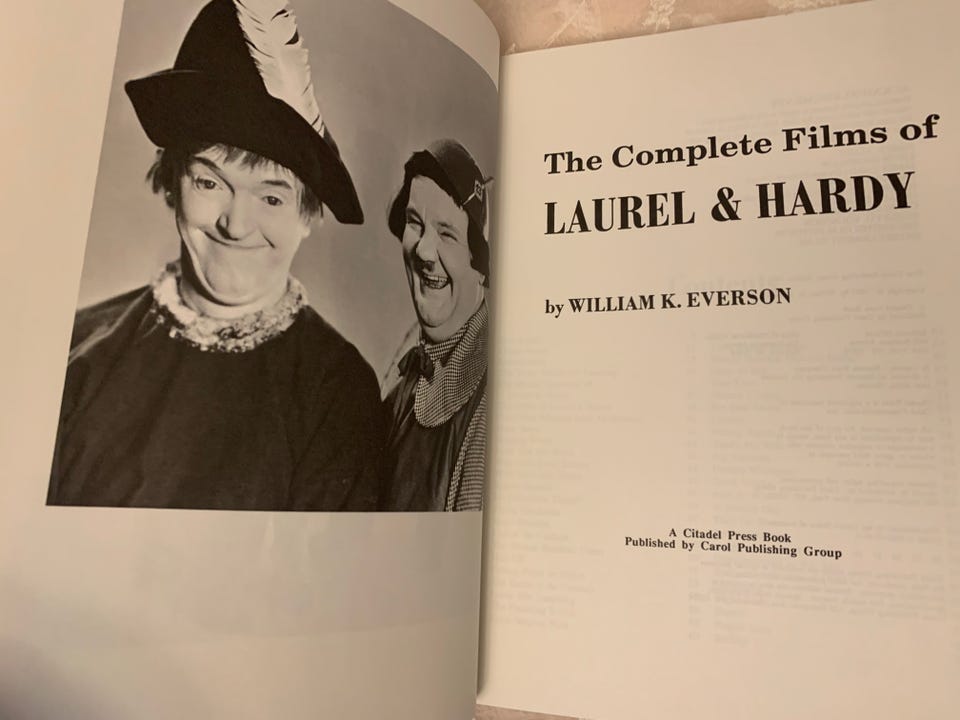 The Complete Films of
LAUREL & HARDY
by WILLIAM K. EVERSON
A Citadel Press Book
Published by Carol Publishing Group